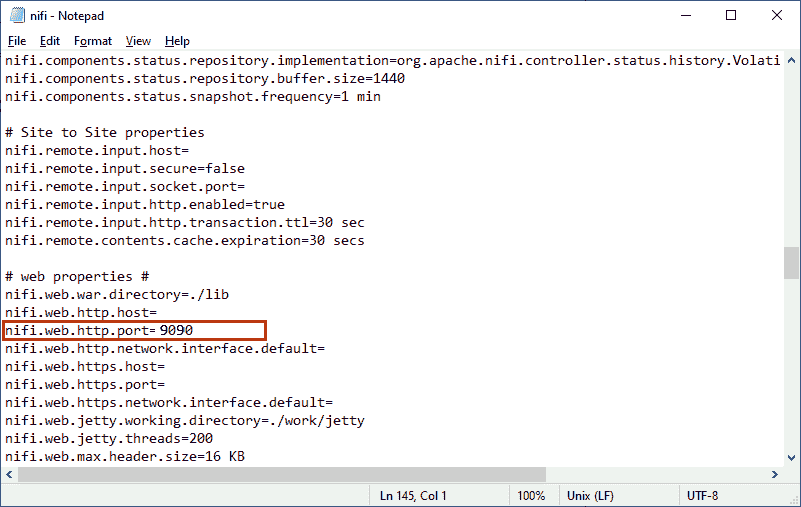 nifi - Notepad
File Edit Format View Help
nifi.components.status.repository.implementation=org.apache.nifi.controller.status.history.Volati
nifi.components.status.repository.buffer.size=1440
nifi.components.status.snapshot.frequency=1 min
# Site to Site properties
nifi.remote.input.host=
nifi.remote.input.secure=false
nifi.remote.input.socket.port=
nifi.remote.input.http.enabled=true
nifi.remote.input.http.transaction.ttl=30 sec
nifi.remote.contents.cache.expiration=30 secs
# web properties #
nifi.web.war.directory=./lib
nifi.web.http.host=
nifi.web.http.port= 9090
nifi.web.http.network.interface.default=
nifi.web.https.host=
nifi.web.https.port=
nifi.web.https.network.interface.default=
nifi.web.jetty.working.directory=./work/jetty
nifi.web.jetty.threads=200
nifi.web.max.header.size=16 KB
Ln 145, Col 1 100% Unix (LF) UTF-8